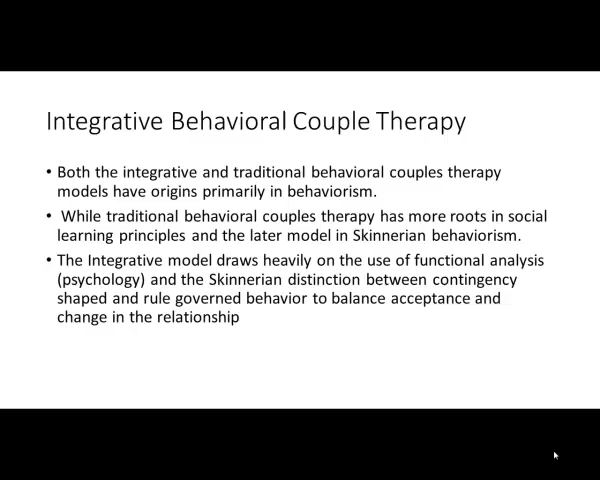 Integrative Behavioral Couple Therapy
• Both the integrative and traditional behavioral couples therapy
models have origins primarily in behaviorism.
• While traditional behavioral couples therapy has more roots in social
learning principles and the later model in Skinnerian behaviorism.
• The Integrative model draws heavily on the use of functional analysis
(psychology) and the Skinnerian distinction between contingency
shaped and rule governed behavior to balance acceptance and
change in the relationship